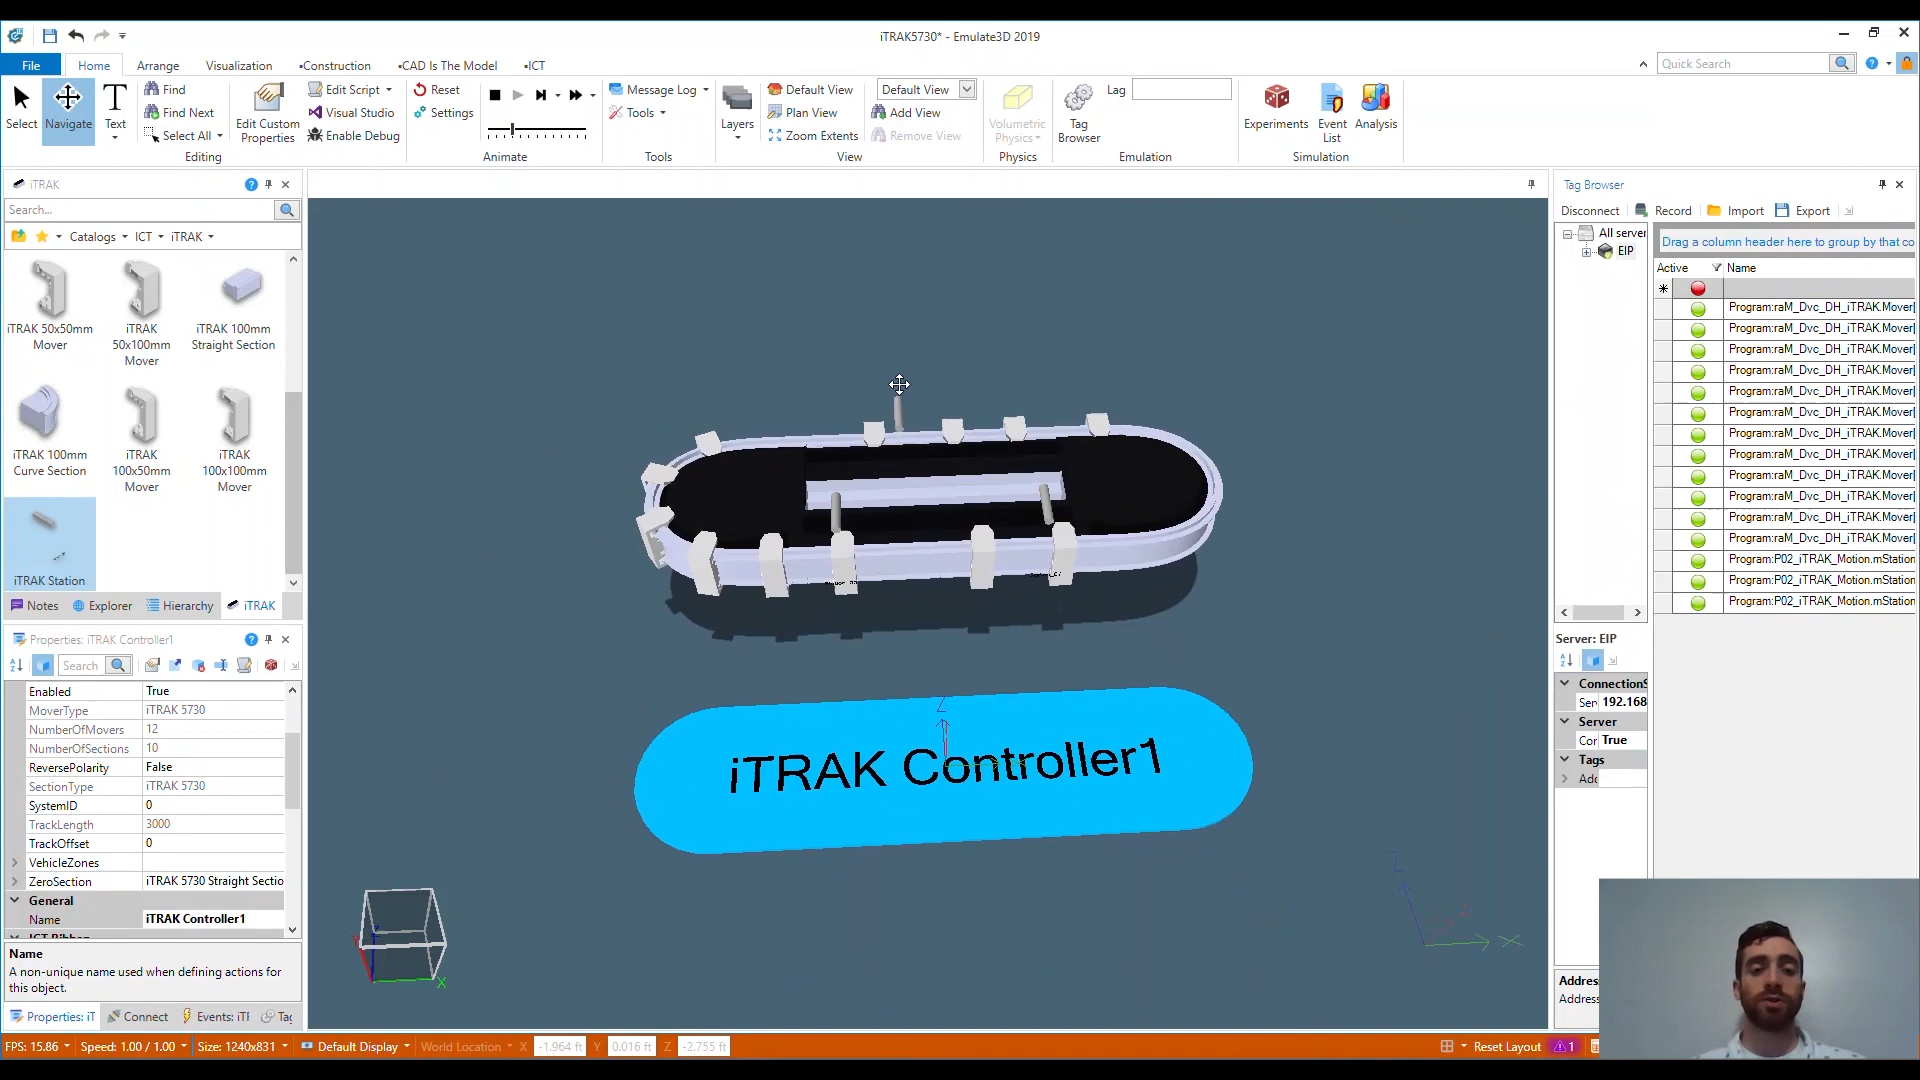 iTRAK5730* - Emulate3D 2019
File
Home
Arrange
Visualization
•Construction
•CAD Is The Model
•ICT
Quick Search
Select
Navigate
Text
Find
Find Next
Select All
Edit Custom
Properties
Edit Script
Visual Studio
Enable Debug
Editing
Reset
Settings
Animate
Message Log
Tools
Tools
Layers
Default View
Plan View
Zoom Extents
Default View
Add View
Remove View
View
Volumetric
Physics
Physics
Tag
Browser
Lag
Emulation
Experiments
Event
List
Analysis
Simulation
iTRAK
Search...
Catalogs
ICT
iTRAK
iTRAK 50x50mm
Mover
iTRAK
50x100mm
Mover
iTRAK 100mm
Straight Section
iTRAK 100mm
Curve Section
iTRAK
100x50mm
Mover
iTRAK
100x100mm
Mover
iTRAK Station
Notes
Explorer
Hierarchy
iTRAK
Properties: iTRAK Controller1
Search
Enabled True
MoverType iTRAK 5730
NumberOfMovers 12
NumberOfSections 10
ReversePolarity False
SectionType iTRAK 5730
SystemID 0
TrackLength 3000
TrackOffset 0
VehicleZones
ZeroSection iTRAK 5730 Straight Sectio
General
Name iTRAK Controller1
Name
A non-unique name used when defining actions for
this object.
Properties: iT
Connect
Events: iTF
Tag
iTRAK Controller1
Z
X
Z
X
Tag Browser
Disconnect
Record
Import
Export
All server
EIP
Drag a column header here to group by that co
Active
Name
Program:raM_Dvc_DH_iTRAK.Mover[
Program:raM_Dvc_DH_iTRAK.Mover[
Program:raM_Dvc_DH_iTRAK.Mover[
Program:raM_Dvc_DH_iTRAK.Mover[
Program:raM_Dvc_DH_iTRAK.Mover[
Program:raM_Dvc_DH_iTRAK.Mover[
Program:raM_Dvc_DH_iTRAK.Mover[
Program:raM_Dvc_DH_iTRAK.Mover[
Program:raM_Dvc_DH_iTRAK.Mover[
Program:raM_Dvc_DH_iTRAK.Mover[
Program:raM_Dvc_DH_iTRAK.Mover[
Program:raM_Dvc_DH_iTRAK.Mover[
Program:P02_iTRAK_Motion.mStation
Program:P02_iTRAK_Motion.mStation
Program:P02_iTRAK_Motion.mStation
Server: EIP
ConnectionS
Ser 192.168
Server
Cor True
Tags
Adc
Addres
Address
FPS: 15.86
Speed: 1.00 / 1.00
Size: 1240x831
Default Display
World Location
X -1.964 ft
Y 0.016 ft
Z -2.755 ft
Reset Layout
1